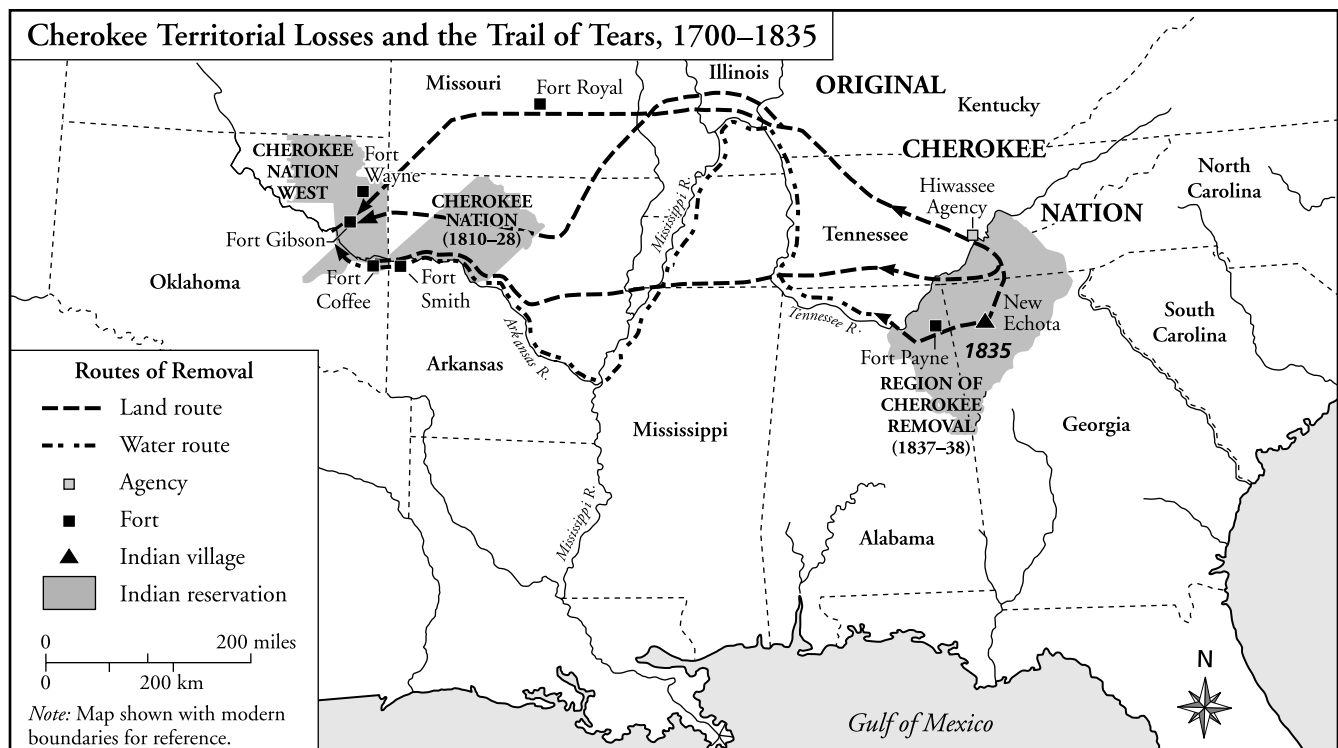 Cherokee Territorial Losses and the Trail of Tears, 1700–1835
Missouri
Fort Royal
Illinois
ORIGINAL
Kentucky
CHEROKEE
NATION
CHEROKEE
NATION
WEST
Fort
Wayne
CHEROKEE
NATION
(1810–28)
Mississippi R.
Hiwassee
Agency
North
Carolina
Tennessee
Fort Gibson
Oklahoma
Fort
Coffee
Fort
Smith
New
Echota
South
Carolina
Tennessee R.
Arkansas R.
Fort Payne
1835
Arkansas
REGION OF
CHEROKEE
REMOVAL
(1837–38)
Mississippi
Georgia
Mississippi R.
Alabama
Gulf of Mexico
N
Routes of Removal
Land route
Water route
Agency
Fort
Indian village
Indian reservation
0 200 miles
0 200 km
Note: Map shown with modern
boundaries for reference.